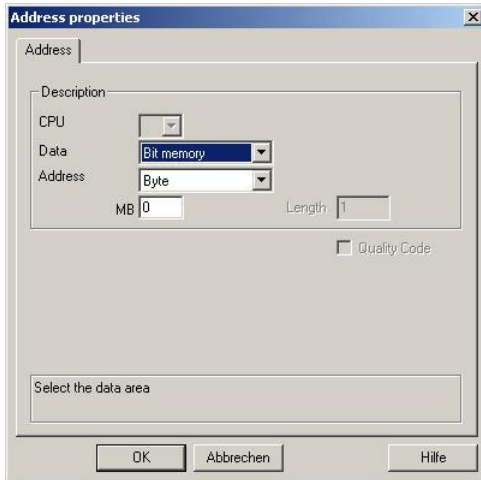 Address properties
Address
Description
CPU
Data Bit memory
Address Byte
MB 0 Length 1
Quality Code
Select the data area
OK Abbrechen Hilfe